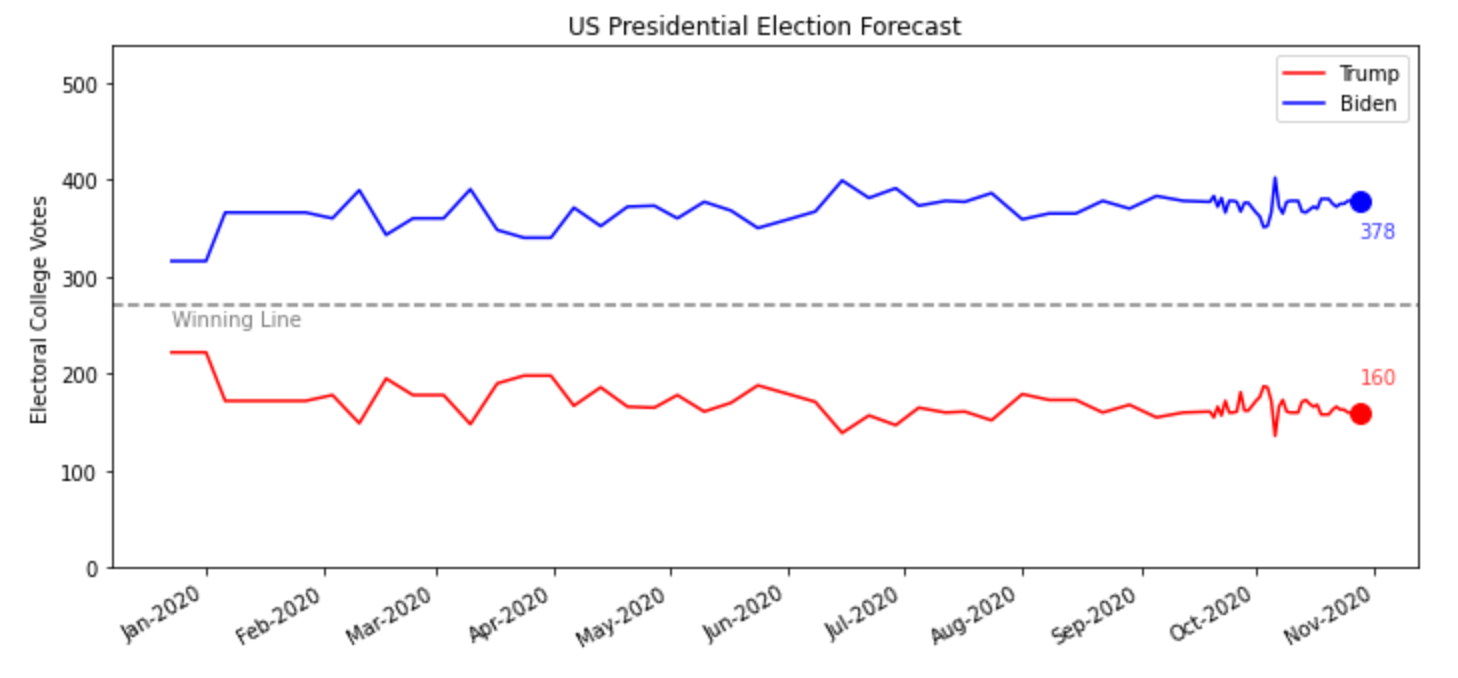 US Presidential Election Forecast
Trump
Biden
Electoral College Votes
500
400
300
200
100
0
378
Winning Line
160
Jan-2020
Feb-2020
Mar-2020
Apr-2020
May-2020
Jun-2020
Jul-2020
Aug-2020
Sep-2020
Oct-2020
Nov-2020